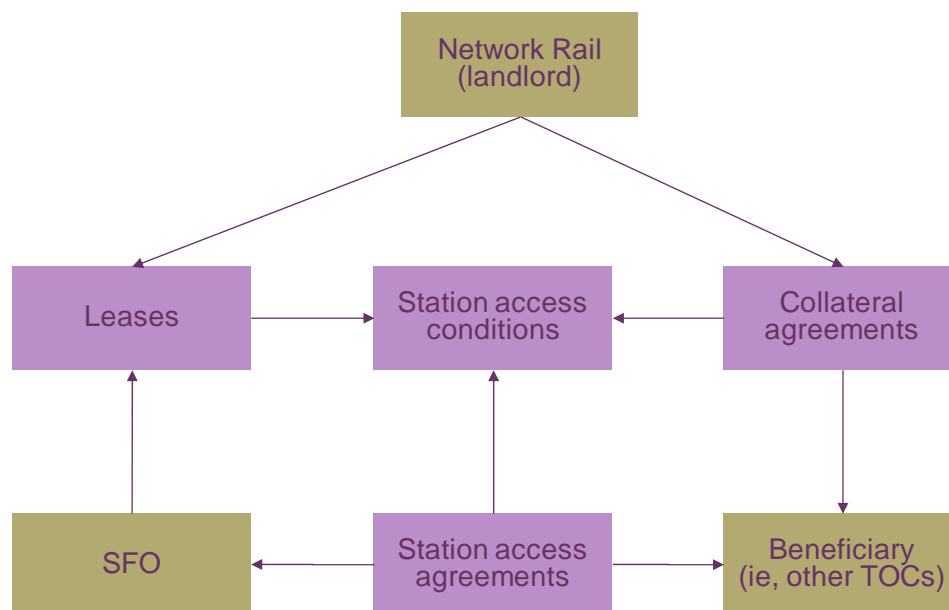 Network Rail
(landlord)
Leases
Station access
conditions
Collateral
agreements
SFO
Station access
agreements
Beneficiary
(ie, other TOCs)